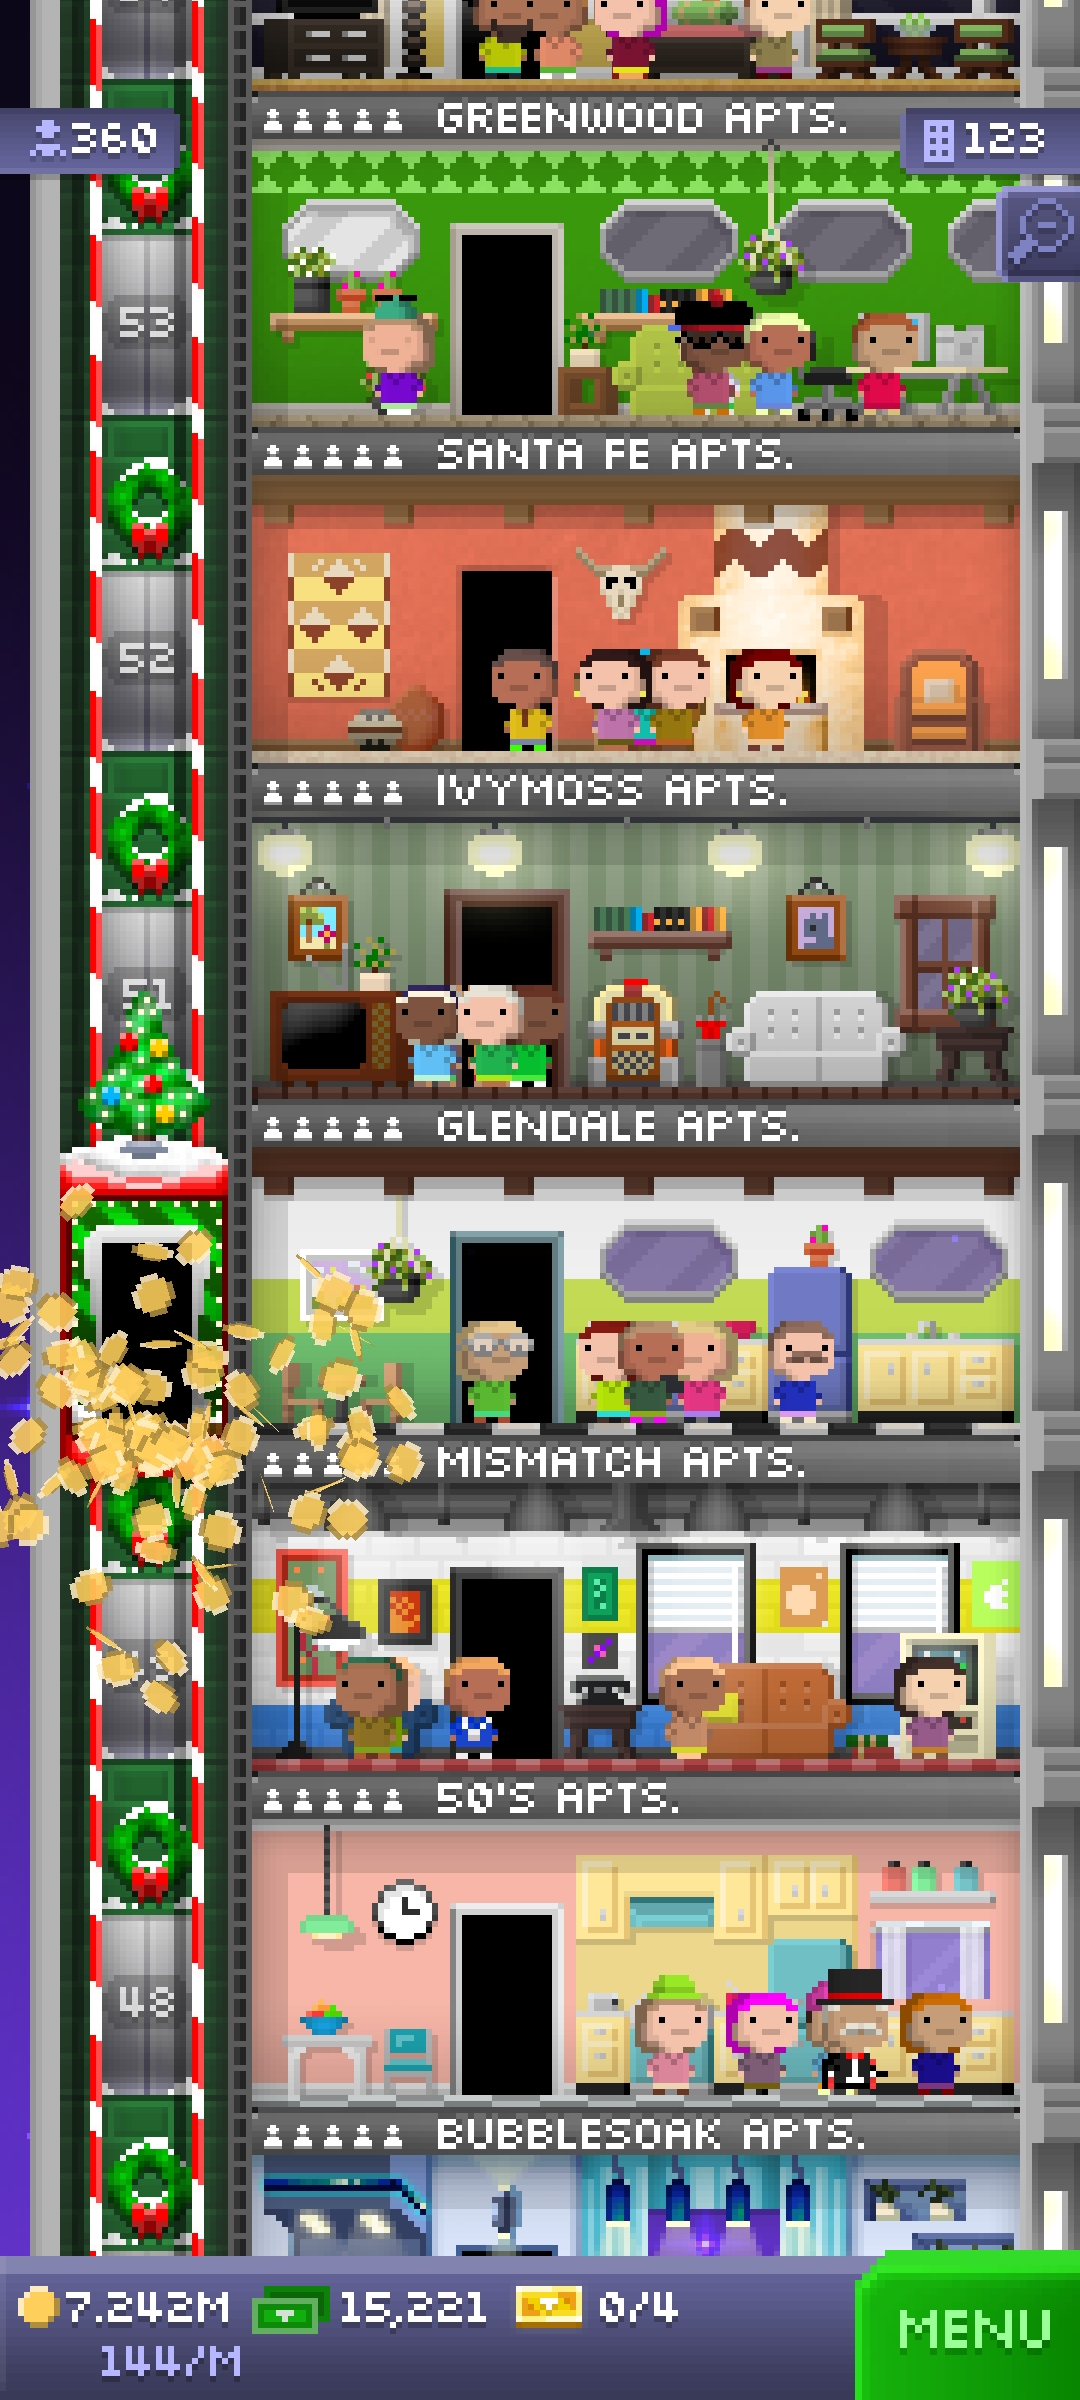 GREENWOOD APTS.
360
123
53
SANTA FE APTS.
52
IVYMOSS APTS.
51
GLENDALE APTS.
MISMATCH APTS.
50'S APTS.
48
BUBBLESOAK APTS.
7.242M 15,221 0/4
144/M
MENU